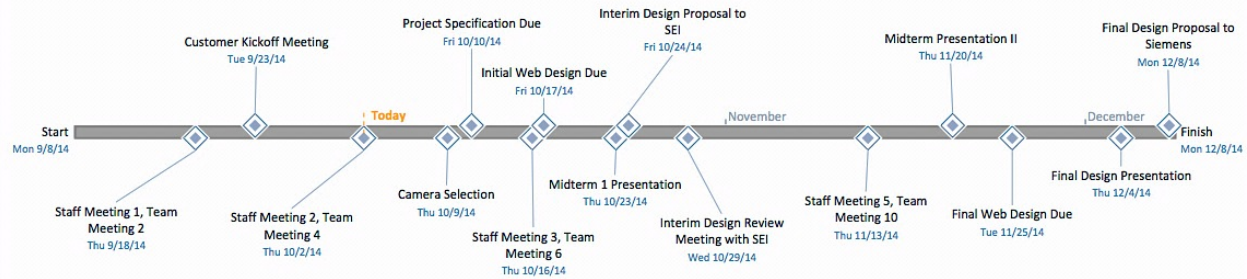 Start
Mon 9/8/14
Staff Meeting 1, Team
Meeting 2
Thu 9/18/14
Customer Kickoff Meeting
Tue 9/23/14
Today
Staff Meeting 2, Team
Meeting 4
Thu 10/2/14
Camera Selection
Thu 10/9/14
Project Specification Due
Fri 10/10/14
Staff Meeting 3, Team
Meeting 6
Thu 10/16/14
Initial Web Design Due
Fri 10/17/14
Midterm 1 Presentation
Thu 10/23/14
Interim Design Proposal to
SEI
Fri 10/24/14
Interim Design Review
Meeting with SEI
Wed 10/29/14
November
Staff Meeting 5, Team
Meeting 10
Thu 11/13/14
Midterm Presentation II
Thu 11/20/14
Final Web Design Due
Tue 11/25/14
December
Final Design Presentation
Thu 12/4/14
Final Design Proposal to
Siemens
Mon 12/8/14
Finish
Mon 12/8/14